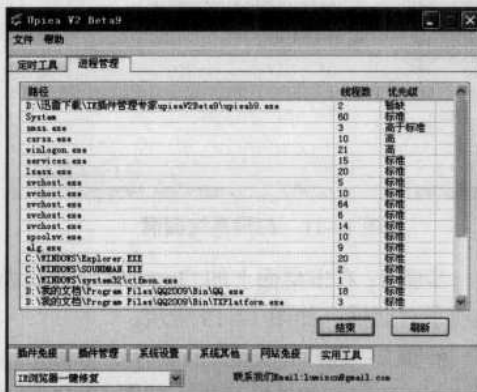 Upiea V2 Beta9
文件 帮助
定时工具 进程管理
路径 线程数 优先级
D:\迅雷下载\IE插件管理专家upieaV2Beta9\upieab9.exe 2 暂缺
System 60 标准
smss.exe 3 高于标准
csrss.exe 10 高
winlogon.exe 21 高
services.exe 15 标准
lsass.exe 20 标准
svchost.exe 5 标准
svchost.exe 10 标准
svchost.exe 64 标准
svchost.exe 6 标准
svchost.exe 14 标准
spoolsv.exe 10 标准
alg.exe 9 标准
C:\WINDOWS\Explorer.EXE 20 标准
C:\WINDOWS\SOUNDMAN.EXE 2 标准
C:\WINDOWS\system32\ctfmon.exe 1 标准
D:\我的文档\Program Files\QQ2009\Bin\QQ.exe 18 标准
D:\我的文档\Program Files\QQ2009\Bin\TXPlatform.exe 3 标准
结束 刷新
插件免疫 插件管理 系统设置 系统其他 网站免疫 实用工具
IE浏览器一键修复 联系我们Email: